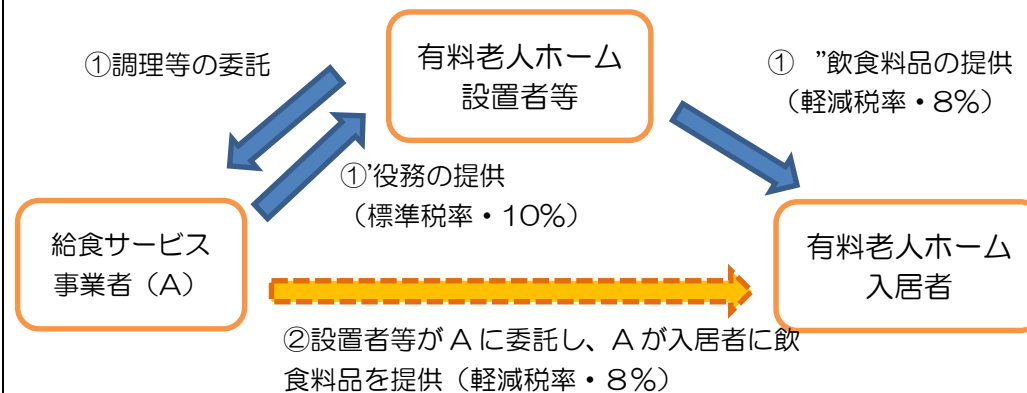 ①調理等の委託
有料老人ホーム
設置者等
① ”飲食料品の提供
（軽減税率・8％）
①’役務の提供
（標準税率・10％）
給食サービス
事業者（A）
有料老人ホーム
入居者
②設置者等がAに委託し、Aが入居者に飲
食料品を提供（軽減税率・8％）